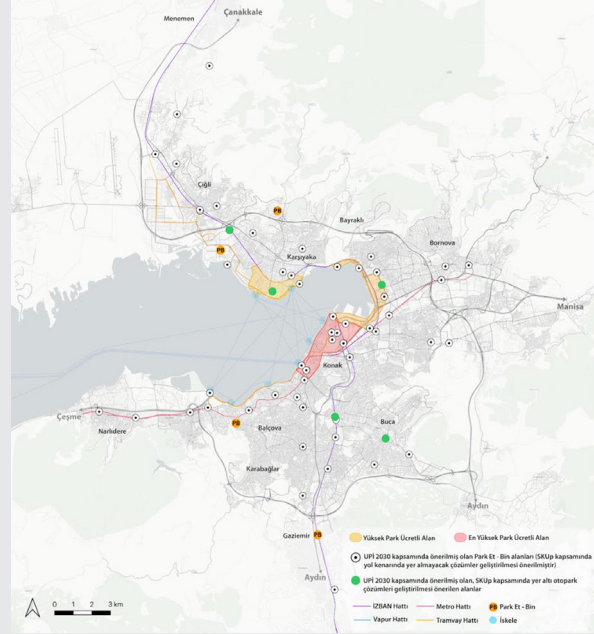 Çanakkale
Menemen
Çiğli
PB
Bayraklı
Bornova
PB
Karşıyaka
Manisa
Konak
Çeşme
Narlıdere
PB
Balçova
Buca
Karabağlar
Aydın
Gaziemir PB
Aydın
Yüksek Park Ücretli Alan
En Yüksek Park Ücretli Alan
UPİ 2030 kapsamında önerilmiş olan Park Et - Bin alanları (SKUp kapsamında
yol kenarında yer almayacak çözümler geliştirilmesi önerilmiştir)
UPİ 2030 kapsamında önerilmiş olan, SKUp kapsamında yer altı otopark
çözümleri geliştirilmesi önerilen alanlar
İZBAN Hattı
Metro Hattı
PB Park Et - Bin
Vapur Hattı
Tramvay Hattı
İskele
0 1 2 3 km